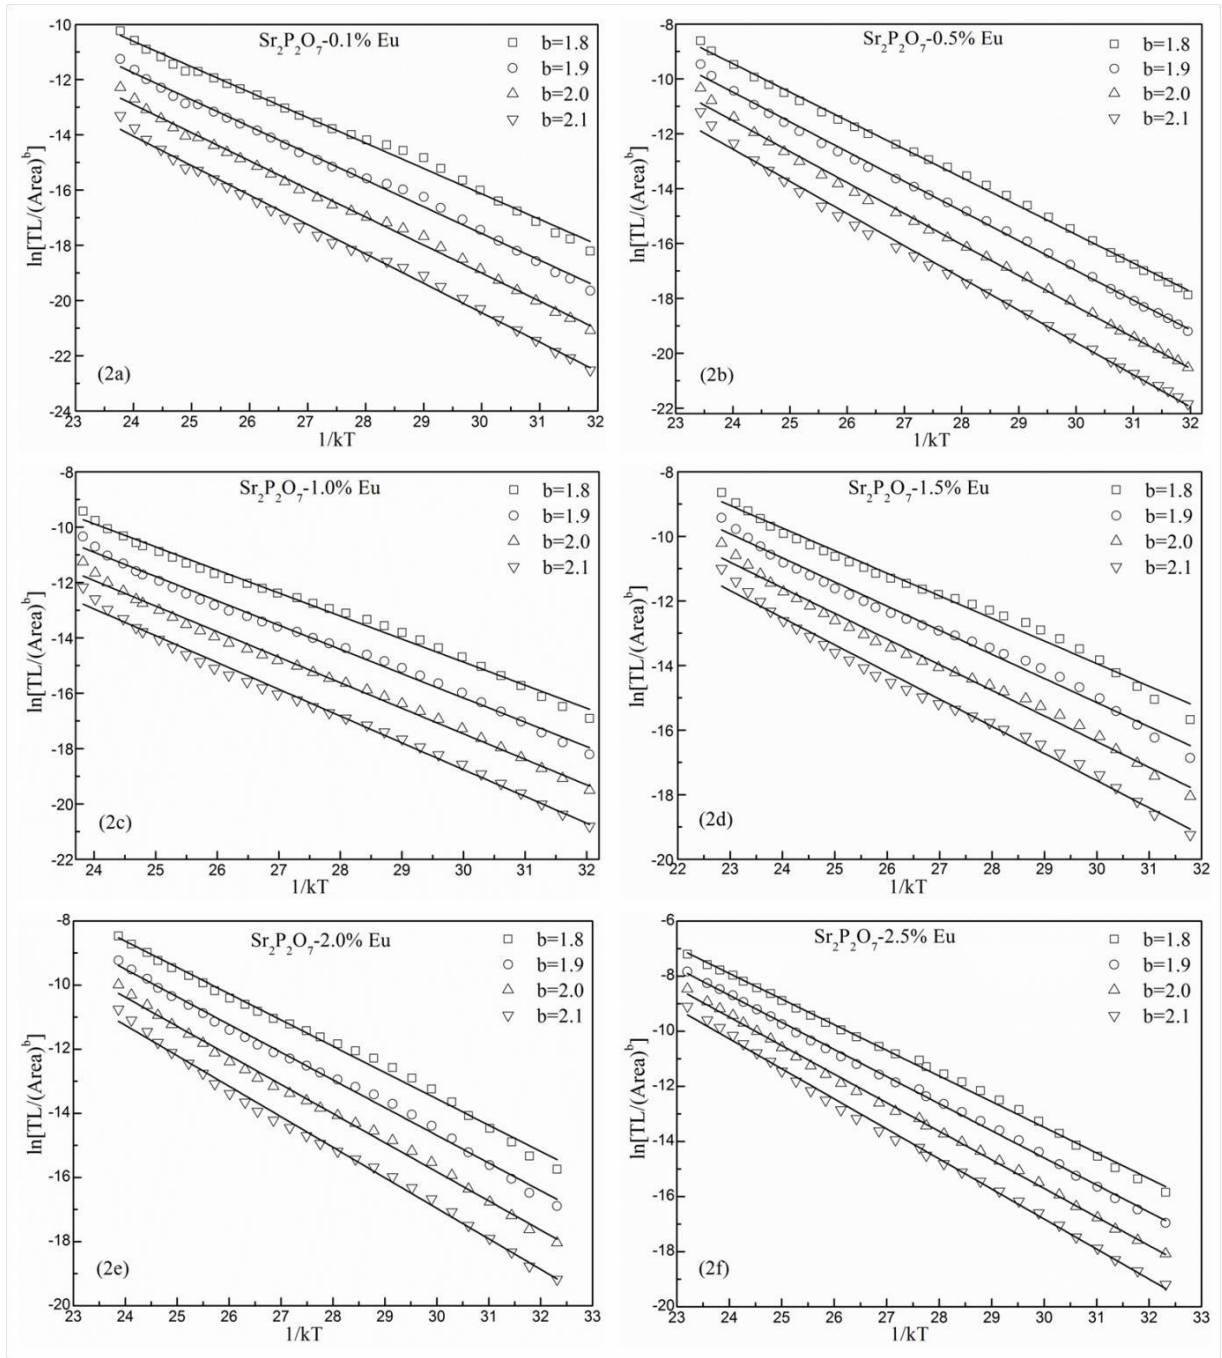 Sr2P2O7-0.1% Eu
b=1.8
b=1.9
b=2.0
b=2.1
ln[TL/(Area)^b]
-10
-12
-14
-16
-18
-20
-22
-24
(2a)
23 24 25 26 27 28 29 30 31 32
1/kT
Sr2P2O7-0.5% Eu
b=1.8
b=1.9
b=2.0
b=2.1
ln[TL/(Area)^b]
-8
-10
-12
-14
-16
-18
-20
-22
(2b)
23 24 25 26 27 28 29 30 31 32
1/kT
Sr2P2O7-1.0% Eu
b=1.8
b=1.9
b=2.0
b=2.1
ln[TL/(Area)^b]
-8
-10
-12
-14
-16
-18
-20
-22
(2c)
24 25 26 27 28 29 30 31 32
1/kT
Sr2P2O7-1.5% Eu
b=1.8
b=1.9
b=2.0
b=2.1
ln[TL/(Area)^b]
-8
-10
-12
-14
-16
-18
-20
(2d)
22 23 24 25 26 27 28 29 30 31 32
1/kT
Sr2P2O7-2.0% Eu
b=1.8
b=1.9
b=2.0
b=2.1
ln[TL/(Area)^b]
-8
-10
-12
-14
-16
-18
-20
(2e)
23 24 25 26 27 28 29 30 31 32 33
1/kT
Sr2P2O7-2.5% Eu
b=1.8
b=1.9
b=2.0
b=2.1
ln[TL/(Area)^b]
-6
-8
-10
-12
-14
-16
-18
-20
(2f)
23 24 25 26 27 28 29 30 31 32 33
1/kT